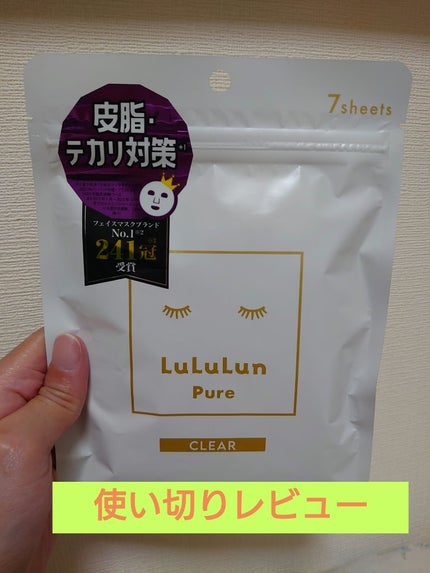 7sheets
皮脂・
テカリ対策
フェイスマスクブランド
No.1※2
241冠
受賞
LuLuLun
Pure
CLEAR
使い切りレビュー